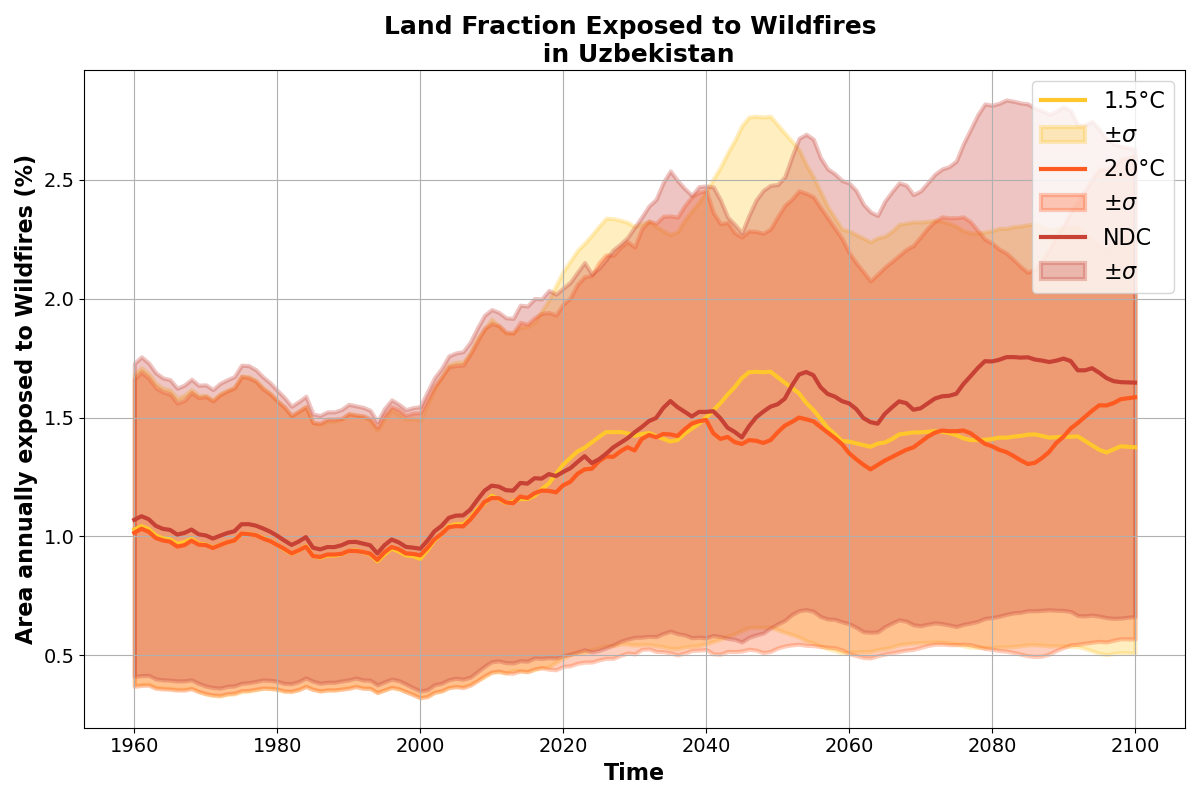 Land Fraction Exposed to Wildfires
in Uzbekistan
Area annually exposed to Wildfires (%)
2.5
2.0
1.5
1.0
0.5
1.5°C
±σ
2.0°C
±σ
NDC
±σ
1960 1980 2000 2020 2040 2060 2080 2100
Time